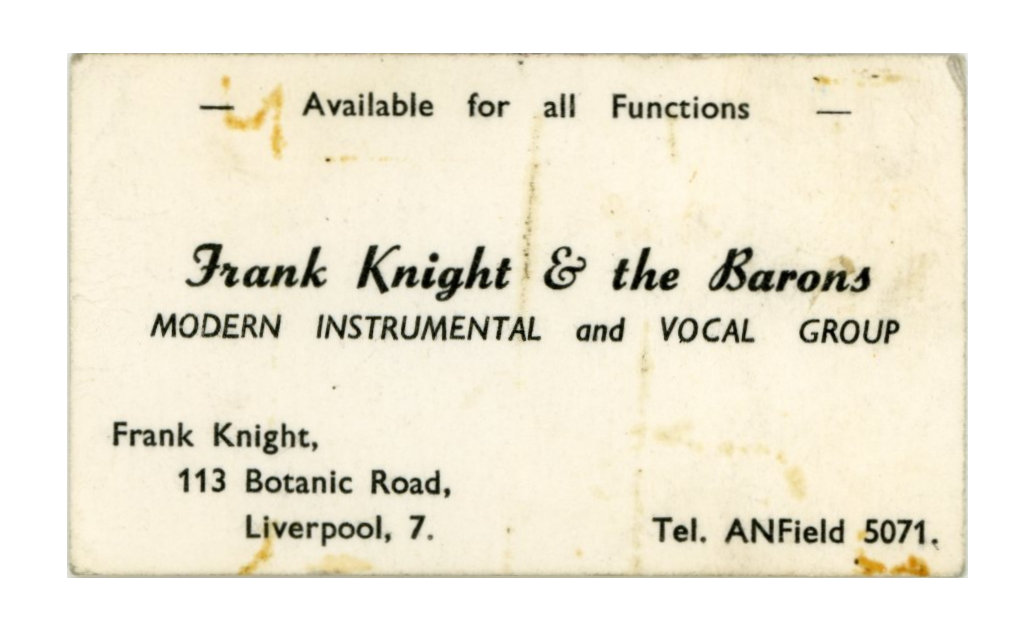 — Available for all Functions —
Frank Knight & the Barons
MODERN INSTRUMENTAL and VOCAL GROUP
Frank Knight,
113 Botanic Road,
Liverpool, 7.
Tel. ANField 5071.